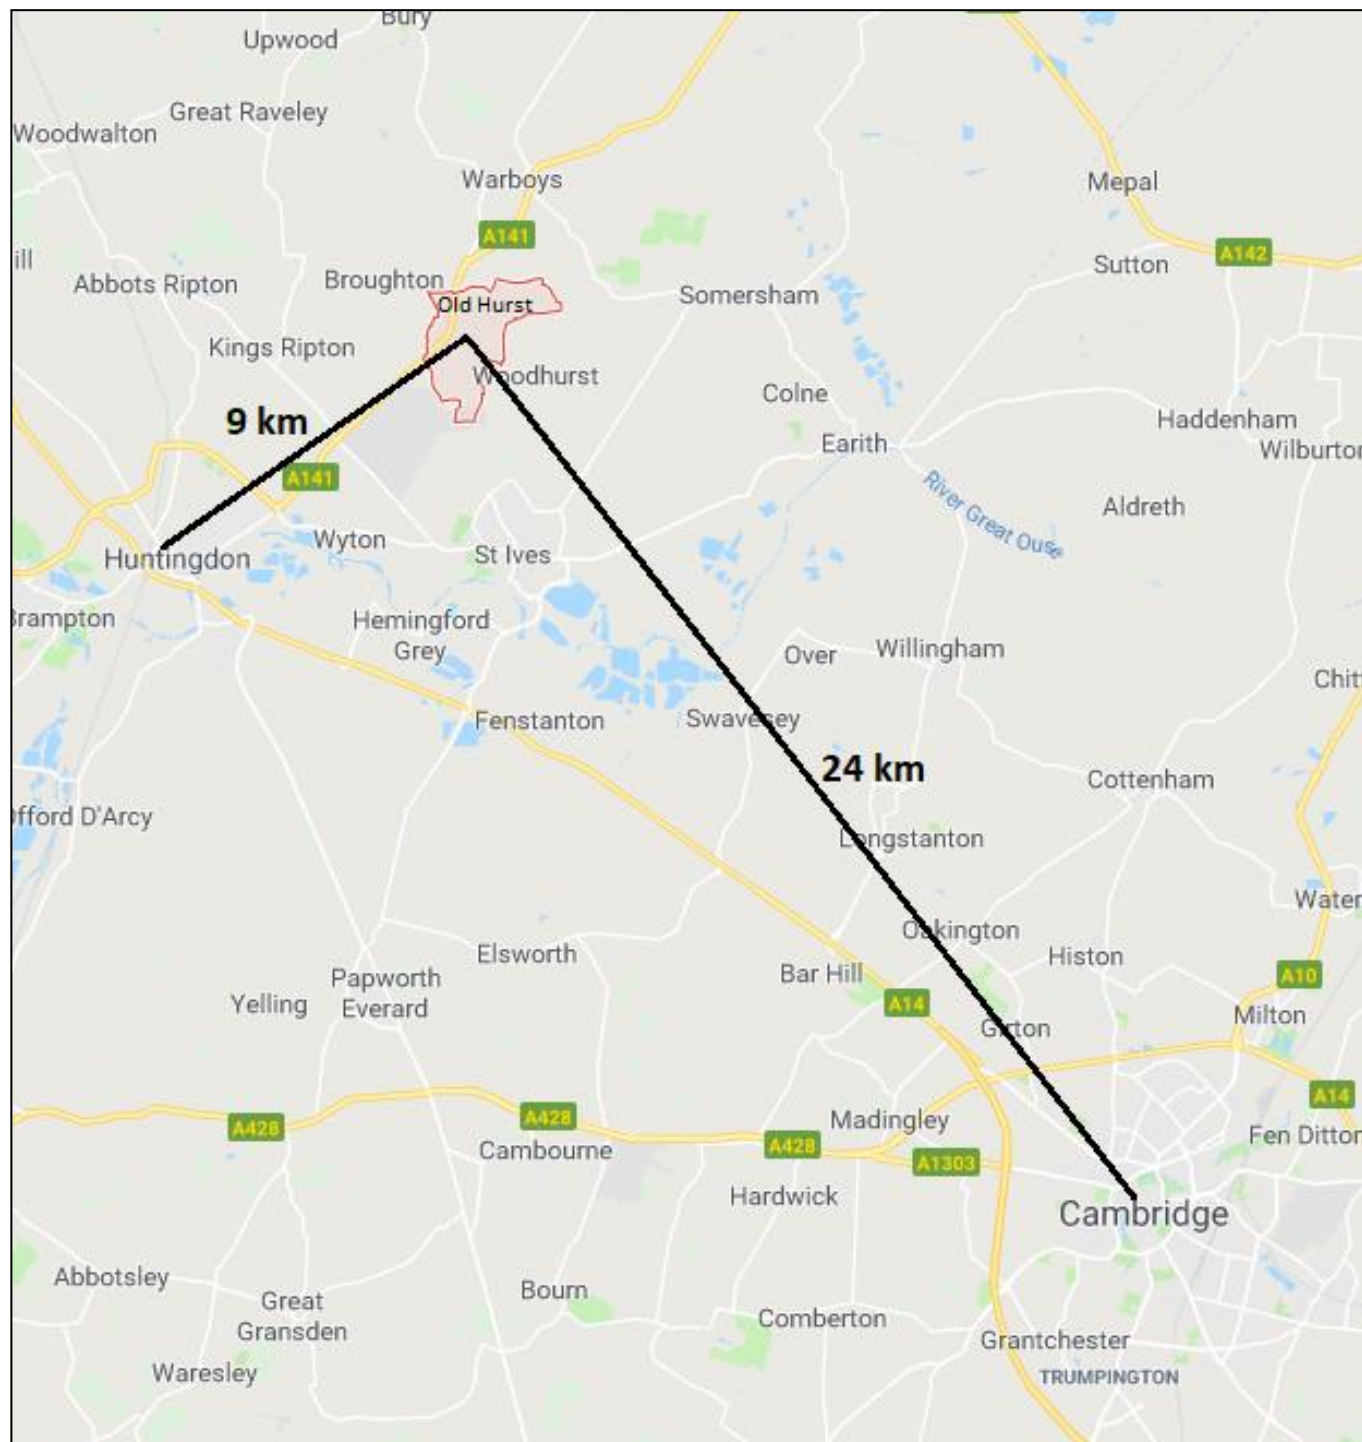 Bury
Upwood
Great Raveley
Woodwalton
Warboys
Mepal
A141
A142
ill
Sutton
Abbots Ripton
Broughton
Somersham
Old Hurst
Kings Ripton
Woodhurst
Colne
9 km
Haddenham
Earith
Wilburton
A141
River Great Ouse
Aldreth
Huntingdon
Wyton
St Ives
Brampton
Hemingford
Grey
Over
Willingham
Chitt
Fenstanton
Swavesey
24 km
Cottenham
Offord D'Arcy
Longstanton
Water
Oakington
Elsworth
Histon
Bar Hill
A10
Papworth
Everard
Yelling
A14
Milton
Girton
A14
A428
A428
Madingley
Fen Ditton
A428
Cambourne
A1303
Hardwick
Cambridge
Abbotsley
Bourn
Great
Gransden
Comberton
Grantchester
Waresley
TRUMPINGTON